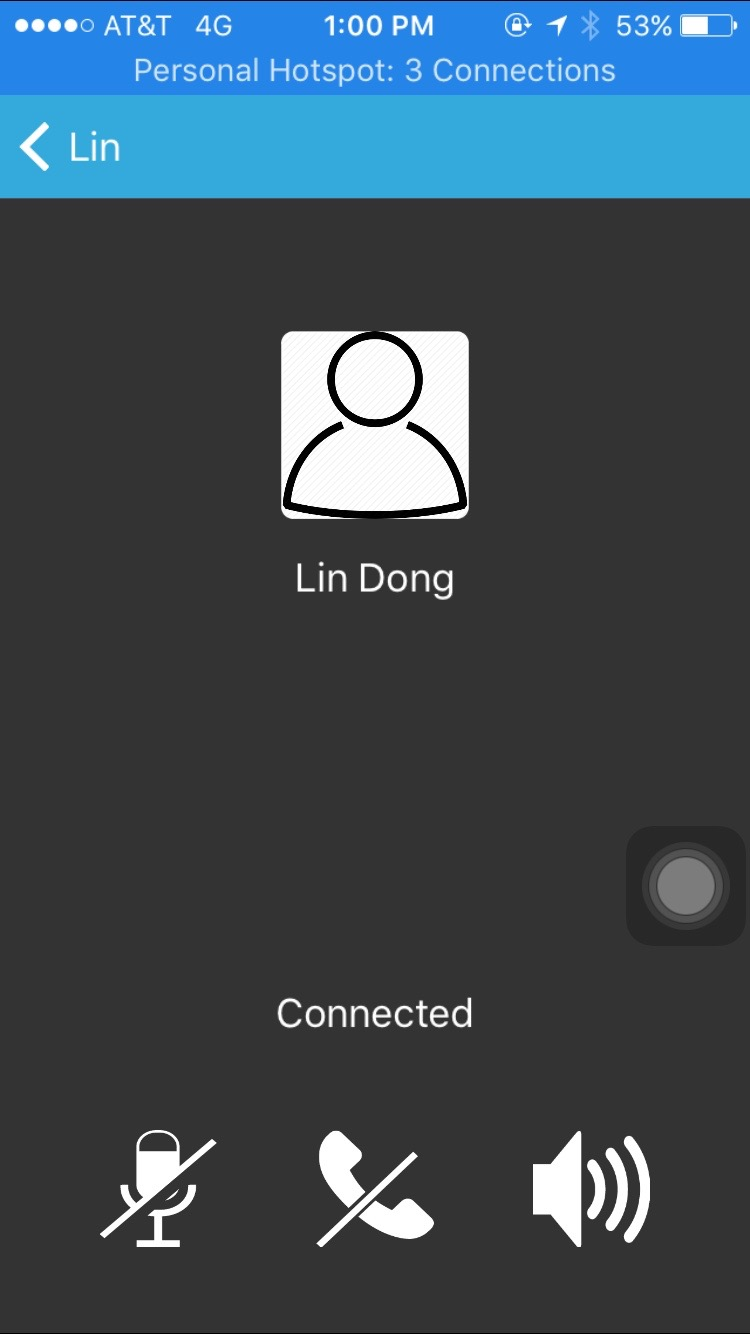 AT&T 4G 1:00 PM 53%
Personal Hotspot: 3 Connections
Lin
Lin Dong
Connected